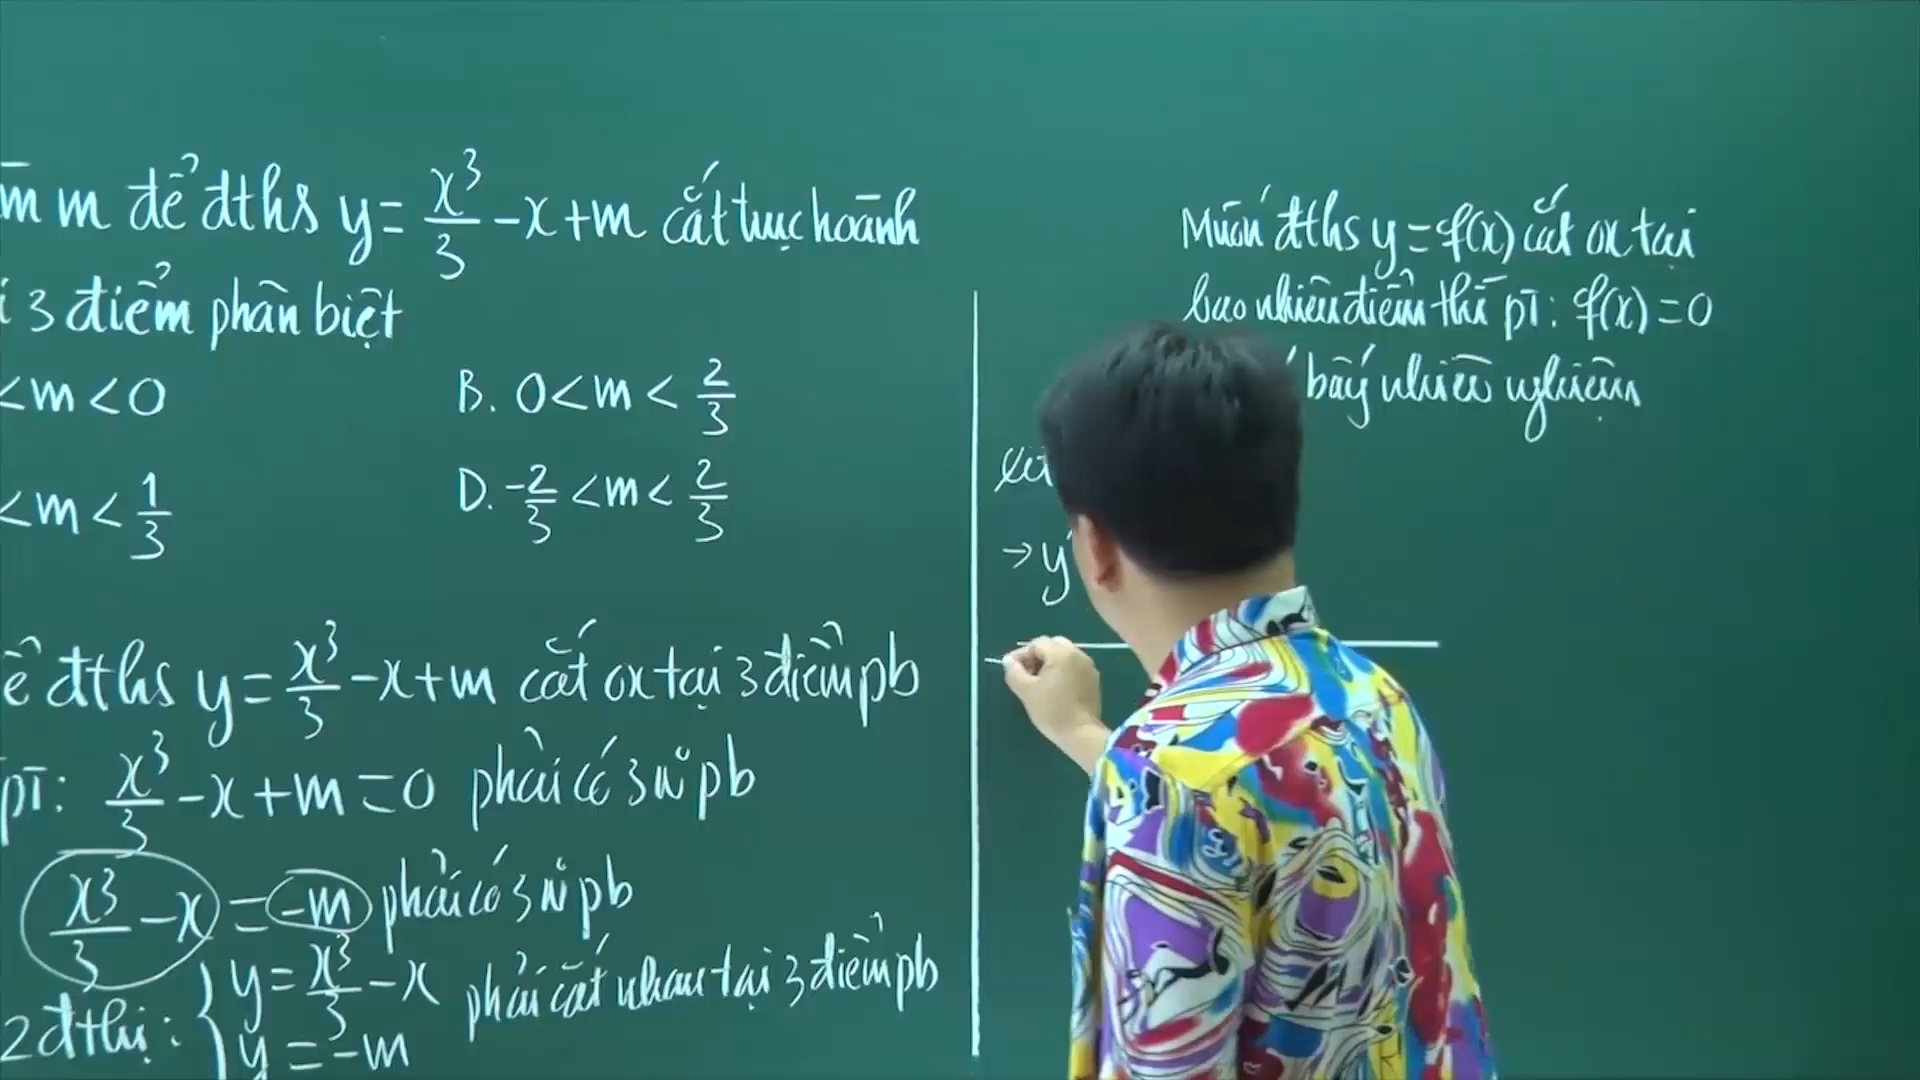 m m để đths y = x³/3 - x + m cắt trục hoành
i 3 điểm phân biệt
< m < 0
B. 0 < m < 2/3
< m < 1/3
D. -2/3 < m < 2/3
ể đths y = x³/3 - x + m cắt ox tại 3 điểm pb
pt: x³/3 - x + m = 0 phải có 3 n° pb
x³/3 - x = -m phải có 3 n° pb
2 đthị: { y = x³/3 - x phải cắt nhau tại 3 điểm pb
y = -m
Muốn đths y = f(x) cắt ox tại
bao nhiêu điểm thì pt: f(x) = 0
bấy nhiêu nghiệm
→ y'